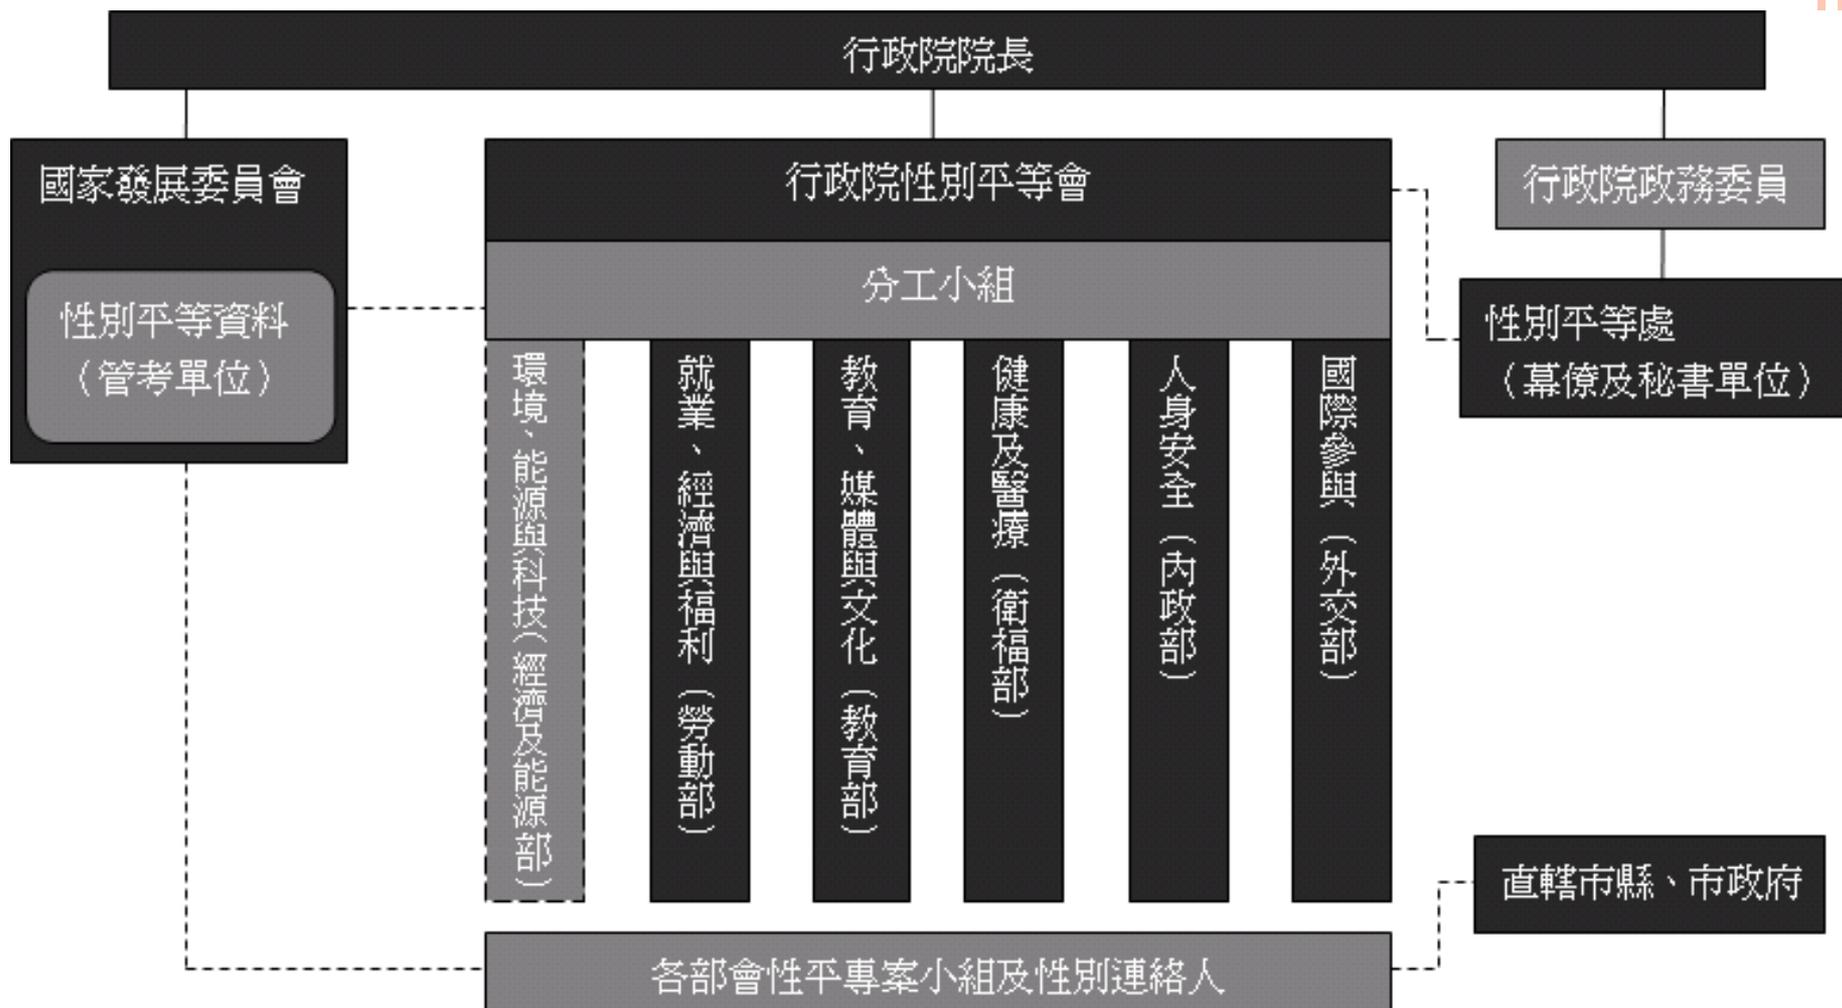 行政院院長
國家發展委員會
性別平等資料
（管考單位）
行政院性別平等會
分工小組
環境、能源與科技（經濟及能源部）
就業、經濟與福利（勞動部）
教育、媒體與文化（教育部）
健康及醫療（衛福部）
人身安全（內政部）
國際參與（外交部）
行政院政務委員
性別平等處
（幕僚及秘書單位）
直轄市縣、市政府
各部會性平專案小組及性別連絡人